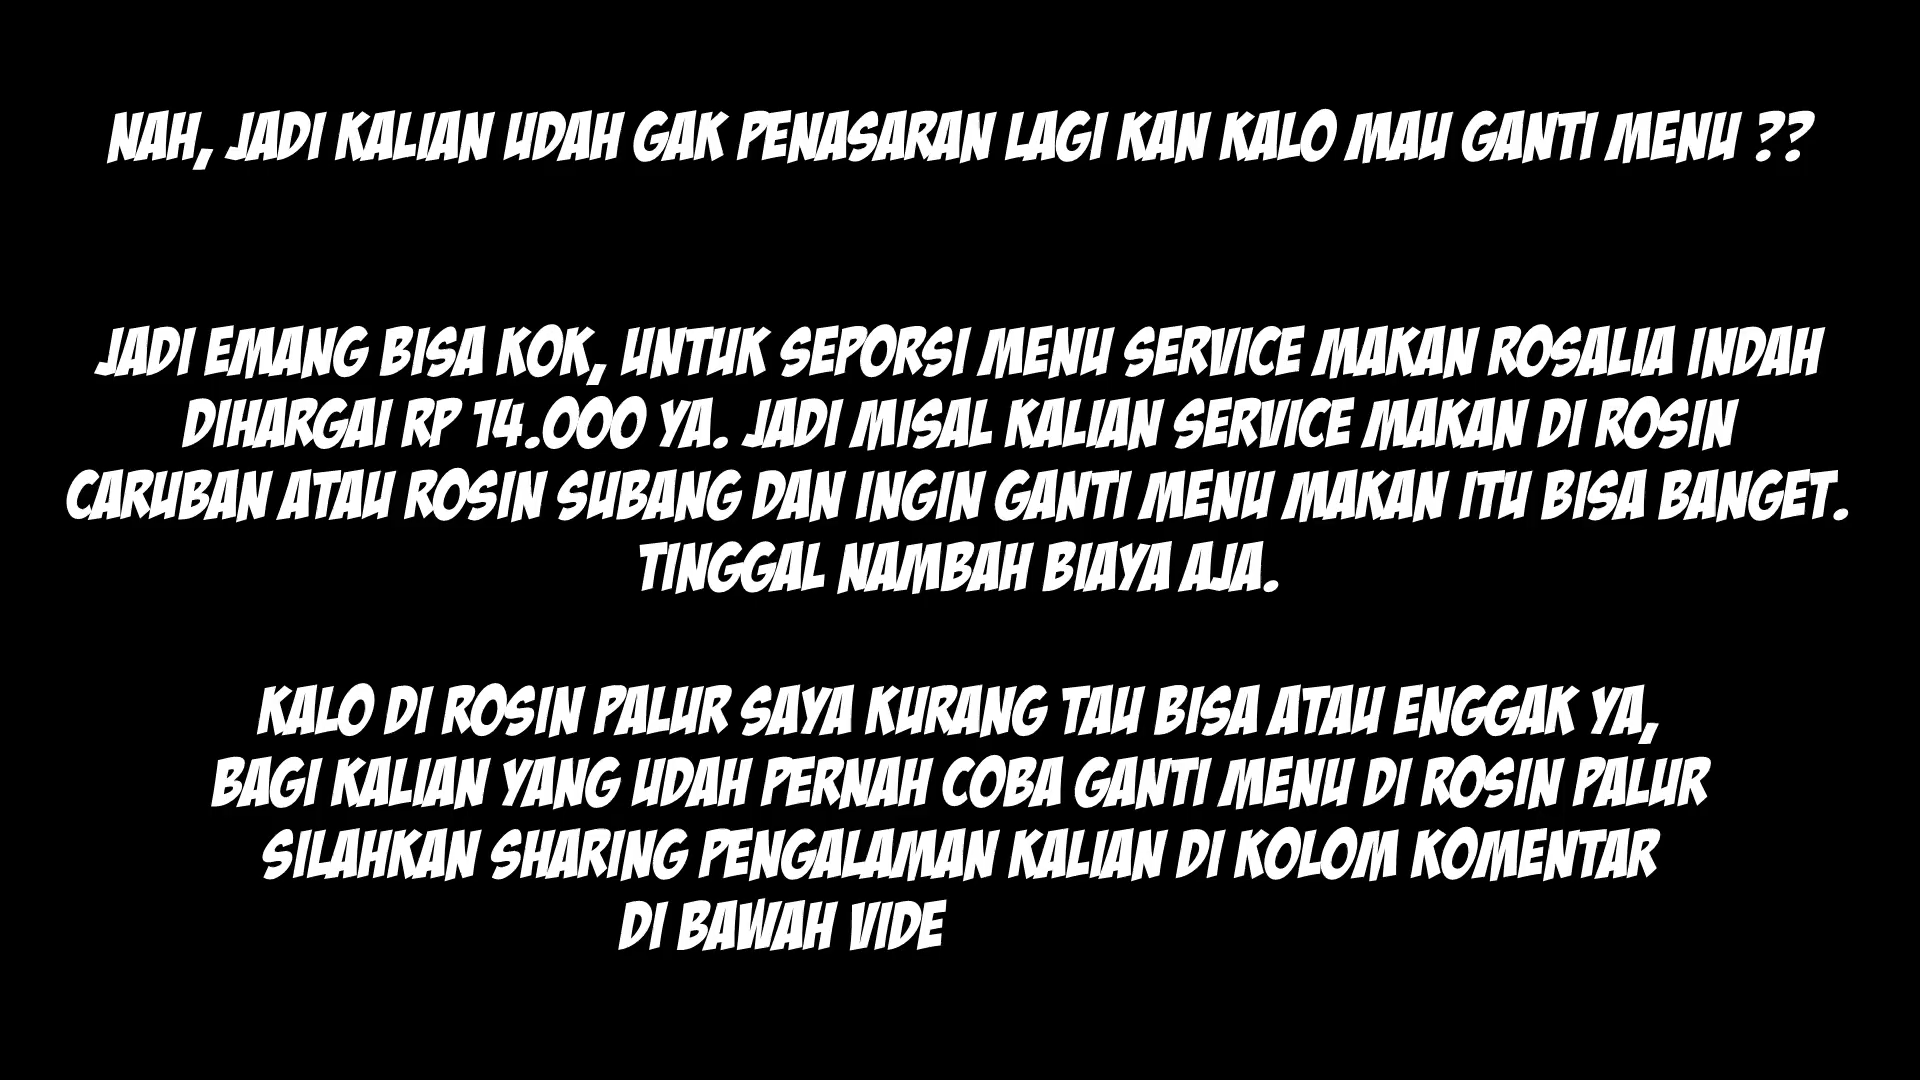 NAH, JADI KALIAN UDAH GAK PENASARAN LAGI KAN KALO MAU GANTI MENU ??
JADI EMANG BISA KOK, UNTUK SEPORSI MENU SERVICE MAKAN ROSALIA INDAH
DIHARGAI RP 14.000 YA. JADI MISAL KALIAN SERVICE MAKAN DI ROSIN
CARUBAN ATAU ROSIN SUBANG DAN INGIN GANTI MENU MAKAN ITU BISA BANGET.
TINGGAL NAMBAH BIAYA AJA.
KALO DI ROSIN PALUR SAYA KURANG TAU BISA ATAU ENGGAK YA,
BAGI KALIAN YANG UDAH PERNAH COBA GANTI MENU DI ROSIN PALUR
SILAHKAN SHARING PENGALAMAN KALIAN DI KOLOM KOMENTAR
DI BAWAH VIDE